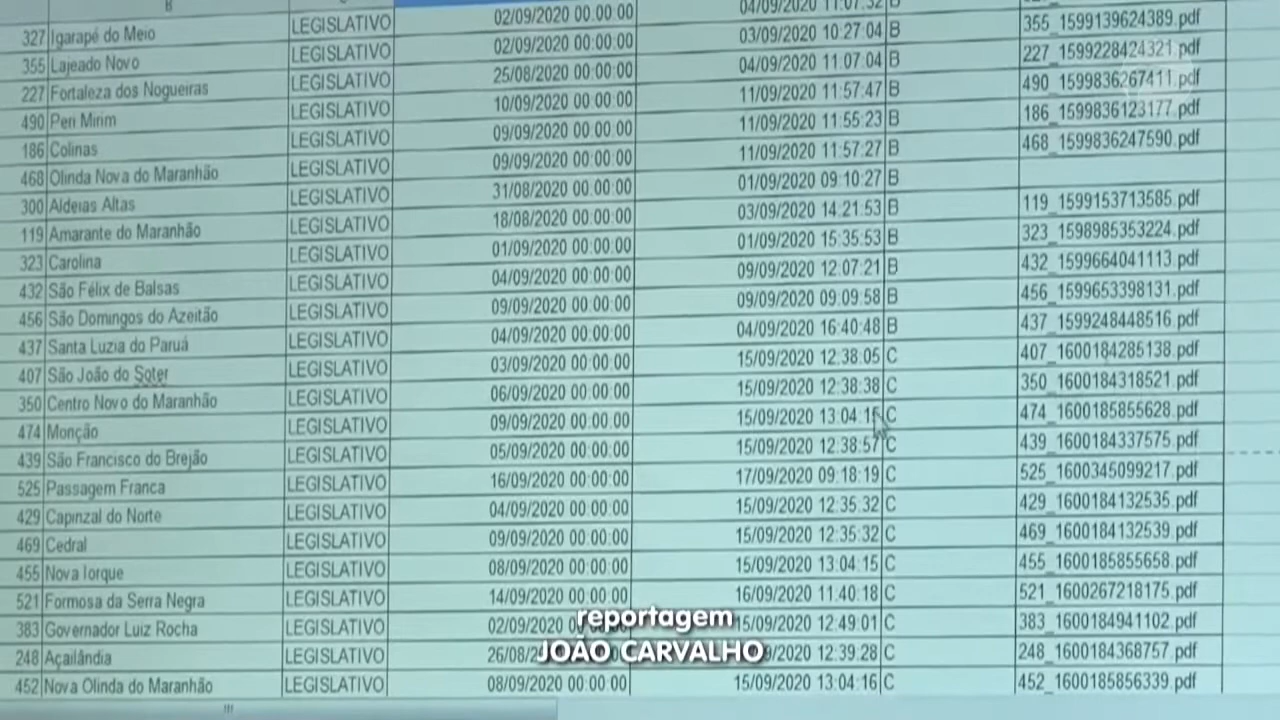 B
327 Igarapé do Meio LEGISLATIVO 02/09/2020 00:00:00 04/09/2020 11:07:32 B
355 Lajeado Novo LEGISLATIVO 02/09/2020 00:00:00 03/09/2020 10:27:04 B 355_1599139624389.pdf
227 Fortaleza dos Nogueiras LEGISLATIVO 25/08/2020 00:00:00 04/09/2020 11:07:04 B 227_1599228424321.pdf
490 Peri Mirim LEGISLATIVO 10/09/2020 00:00:00 11/09/2020 11:57:47 B 490_1599836267411.pdf
186 Colinas LEGISLATIVO 09/09/2020 00:00:00 11/09/2020 11:55:23 B 186_1599836123177.pdf
468 Olinda Nova do Maranhão LEGISLATIVO 09/09/2020 00:00:00 11/09/2020 11:57:27 B 468_1599836247590.pdf
300 Aldeias Altas LEGISLATIVO 31/08/2020 00:00:00 01/09/2020 09:10:27 B
119 Amarante do Maranhão LEGISLATIVO 18/08/2020 00:00:00 03/09/2020 14:21:53 B 119_1599153713585.pdf
323 Carolina LEGISLATIVO 01/09/2020 00:00:00 01/09/2020 15:35:53 B 323_1598985353224.pdf
432 São Félix de Balsas LEGISLATIVO 04/09/2020 00:00:00 09/09/2020 12:07:21 B 432_1599664041113.pdf
456 São Domingos do Azeitão LEGISLATIVO 09/09/2020 00:00:00 09/09/2020 09:09:58 B 456_1599653398131.pdf
437 Santa Luzia do Paruá LEGISLATIVO 04/09/2020 00:00:00 04/09/2020 16:40:48 B 437_1599248448516.pdf
407 São João do Soter LEGISLATIVO 03/09/2020 00:00:00 15/09/2020 12:38:05 C 407_1600184285138.pdf
350 Centro Novo do Maranhão LEGISLATIVO 06/09/2020 00:00:00 15/09/2020 12:38:38 C 350_1600184318521.pdf
474 Monção LEGISLATIVO 09/09/2020 00:00:00 15/09/2020 13:04:15 C 474_1600185855628.pdf
439 São Francisco do Brejão LEGISLATIVO 05/09/2020 00:00:00 15/09/2020 12:38:57 C 439_1600184337575.pdf
525 Passagem Franca LEGISLATIVO 16/09/2020 00:00:00 17/09/2020 09:18:19 C 525_1600345099217.pdf
429 Capinzal do Norte LEGISLATIVO 04/09/2020 00:00:00 15/09/2020 12:35:32 C 429_1600184132535.pdf
469 Cedral LEGISLATIVO 09/09/2020 00:00:00 15/09/2020 12:35:32 C 469_1600184132539.pdf
455 Nova Iorque LEGISLATIVO 08/09/2020 00:00:00 15/09/2020 13:04:15 C 455_1600185855658.pdf
521 Formosa da Serra Negra LEGISLATIVO 14/09/2020 00:00:00 16/09/2020 11:40:18 C 521_1600267218175.pdf
383 Governador Luiz Rocha LEGISLATIVO 02/09/2020 12:49:01 C 383_1600184941102.pdf
248 Açailândia LEGISLATIVO 12:39:28 C 248_1600184368757.pdf
452 Nova Olinda do Maranhão LEGISLATIVO 08/09/2020 00:00:00 15/09/2020 13:04:16 C 452_1600185856339.pdf
reportagem
JOÃO CARVALHO